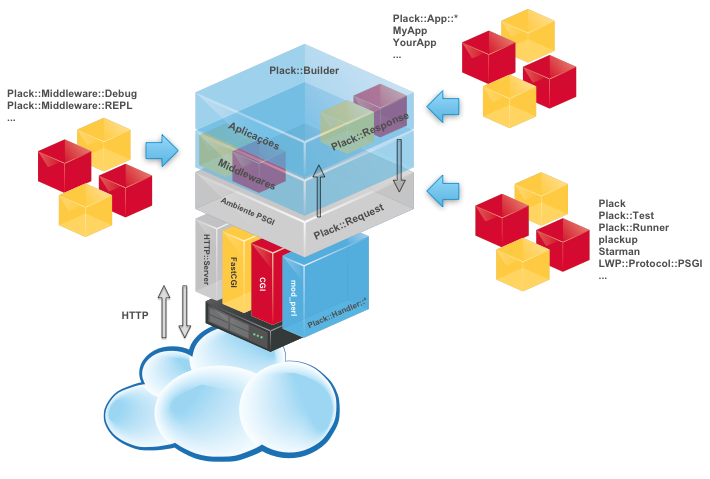 Plack::App::*
MyApp
YourApp
...
Plack::Builder
Plack::Middleware::Debug
Plack::Middleware::REPL
...
Aplicações
Plack::Response
Middlewares
Ambiente PSGI
Plack::Request
Plack
Plack::Test
Plack::Runner
plackup
Starman
LWP::Protocol::PSGI
...
HTTP::Server
FastCGI
CGI
mod_perl
Plack::Handler::*
HTTP